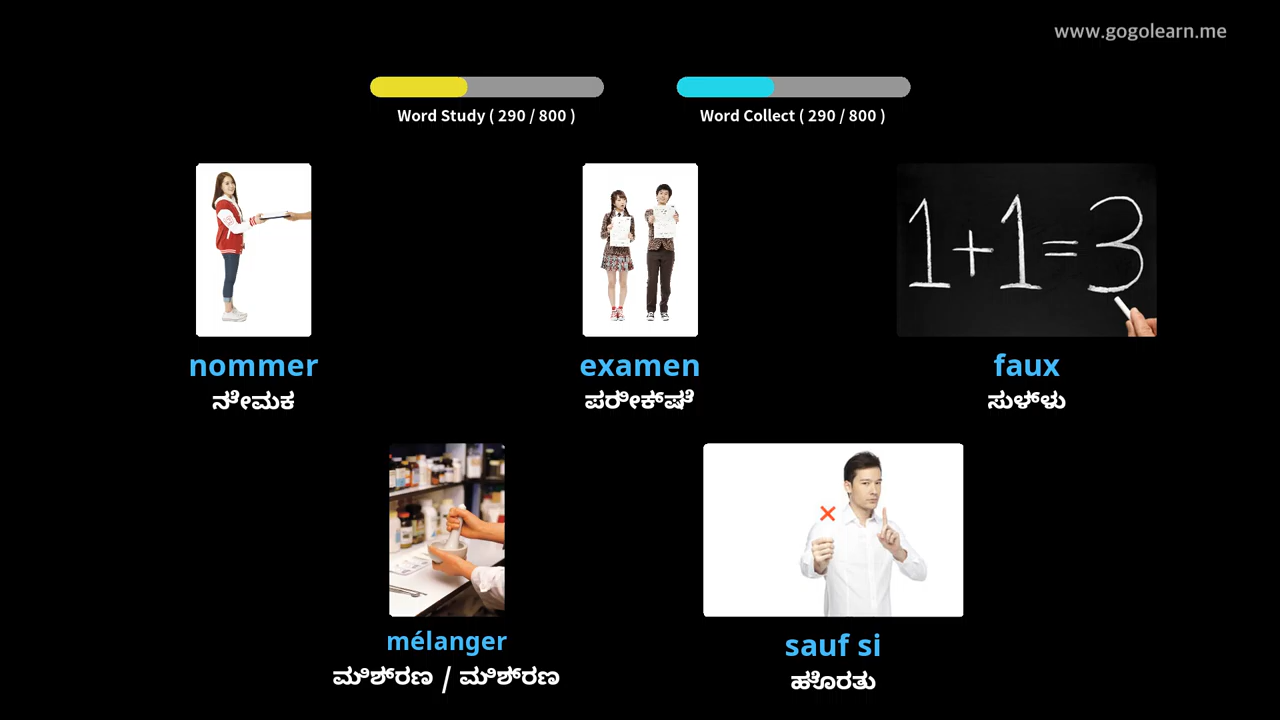 www.gogolearn.me
Word Study ( 290 / 800 )
Word Collect ( 290 / 800 )
1+1=3
nommer
examen
faux
ನೇಮಕ
ಪರೀಕ್ಷೆ
ಸುಳ್ಳು
mélanger
sauf si
ಮಿಶ್ರಣ / ಮಿಶ್ರಣ
ಹೊರತು